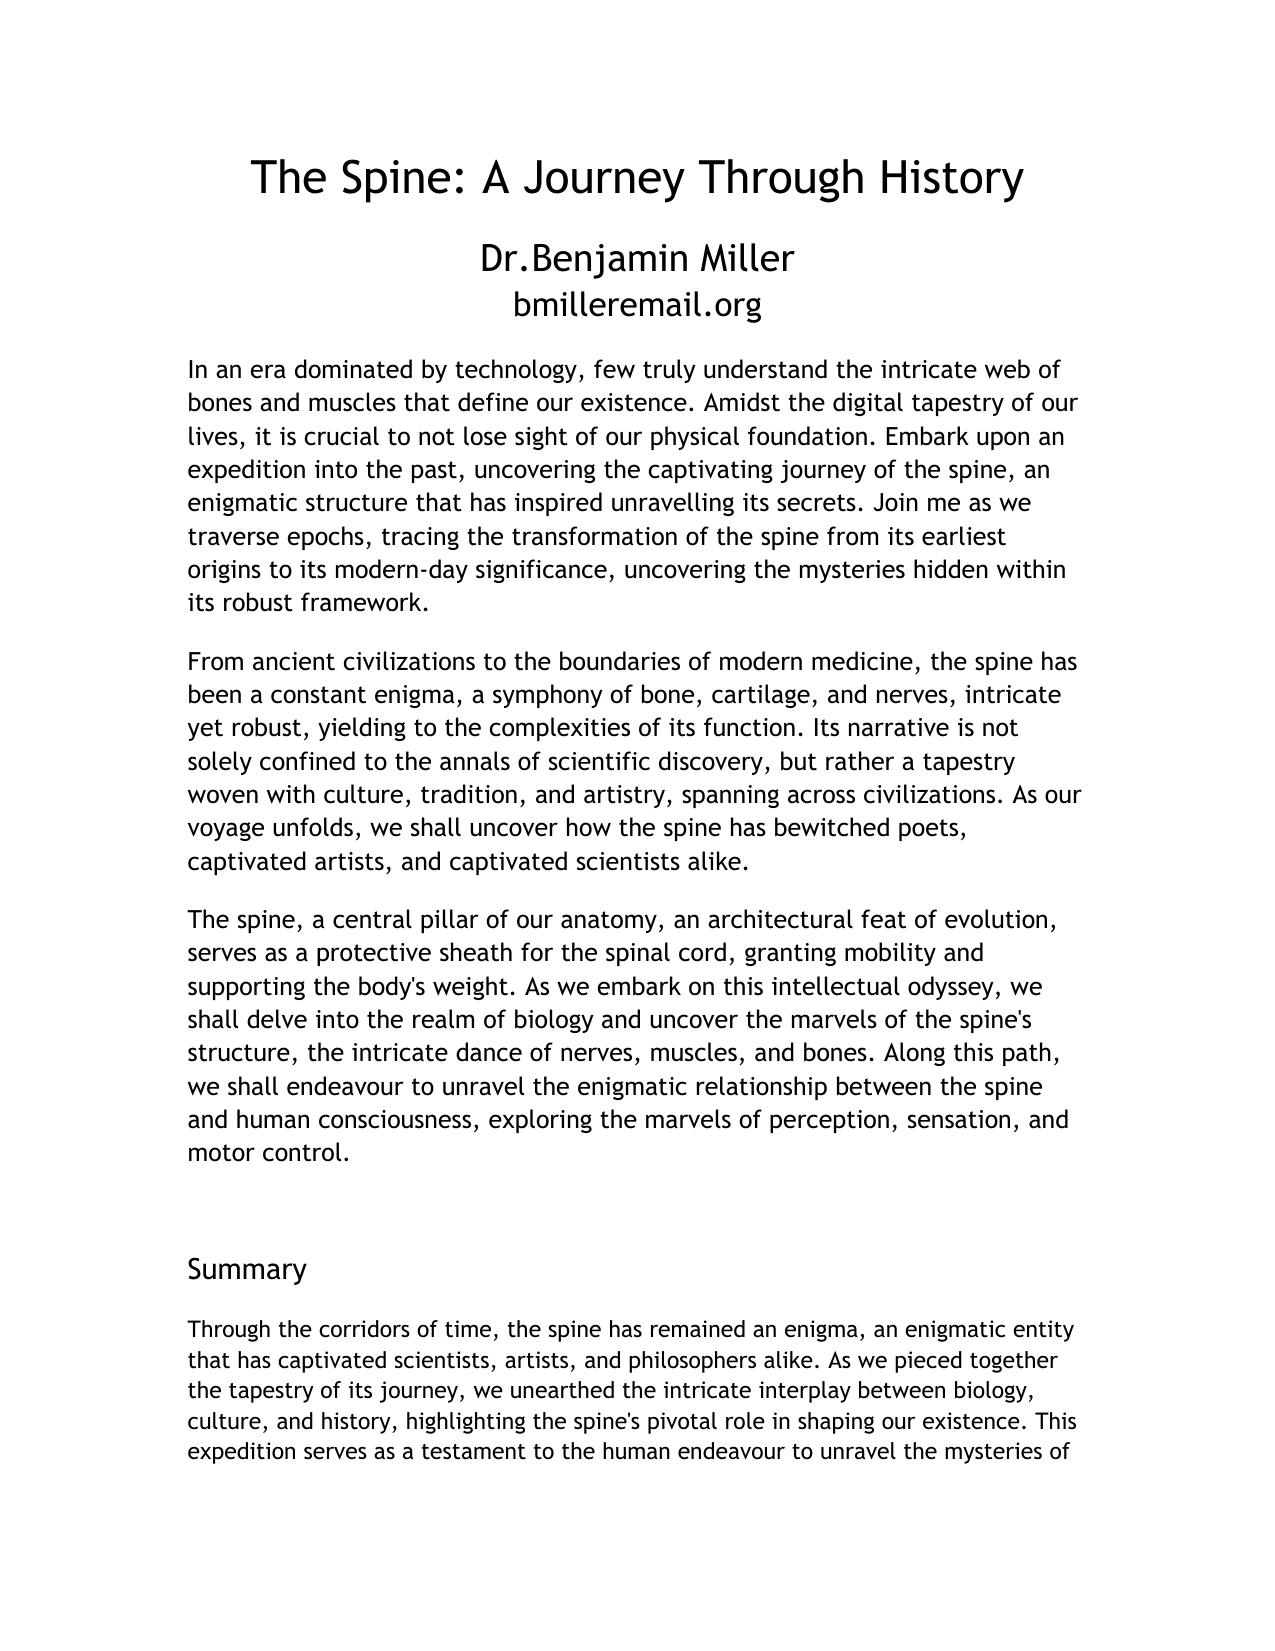 The Spine: A Journey Through History
Dr.Benjamin Miller
bmilleremail.org
In an era dominated by technology, few truly understand the intricate web of
bones and muscles that define our existence. Amidst the digital tapestry of our
lives, it is crucial to not lose sight of our physical foundation. Embark upon an
expedition into the past, uncovering the captivating journey of the spine, an
enigmatic structure that has inspired unravelling its secrets. Join me as we
traverse epochs, tracing the transformation of the spine from its earliest
origins to its modern-day significance, uncovering the mysteries hidden within
its robust framework.
From ancient civilizations to the boundaries of modern medicine, the spine has
been a constant enigma, a symphony of bone, cartilage, and nerves, intricate
yet robust, yielding to the complexities of its function. Its narrative is not
solely confined to the annals of scientific discovery, but rather a tapestry
woven with culture, tradition, and artistry, spanning across civilizations. As our
voyage unfolds, we shall uncover how the spine has bewitched poets,
captivated artists, and captivated scientists alike.
The spine, a central pillar of our anatomy, an architectural feat of evolution,
serves as a protective sheath for the spinal cord, granting mobility and
supporting the body's weight. As we embark on this intellectual odyssey, we
shall delve into the realm of biology and uncover the marvels of the spine's
structure, the intricate dance of nerves, muscles, and bones. Along this path,
we shall endeavour to unravel the enigmatic relationship between the spine
and human consciousness, exploring the marvels of perception, sensation, and
motor control.
Summary
Through the corridors of time, the spine has remained an enigma, an enigmatic entity
that has captivated scientists, artists, and philosophers alike. As we pieced together
the tapestry of its journey, we unearthed the intricate interplay between biology,
culture, and history, highlighting the spine's pivotal role in shaping our existence. This
expedition serves as a testament to the human endeavour to unravel the mysteries of